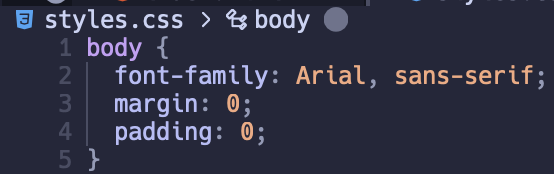 styles.css > body
1 body {
2   font-family: Arial, sans-serif;
3   margin: 0;
4   padding: 0;
5 }